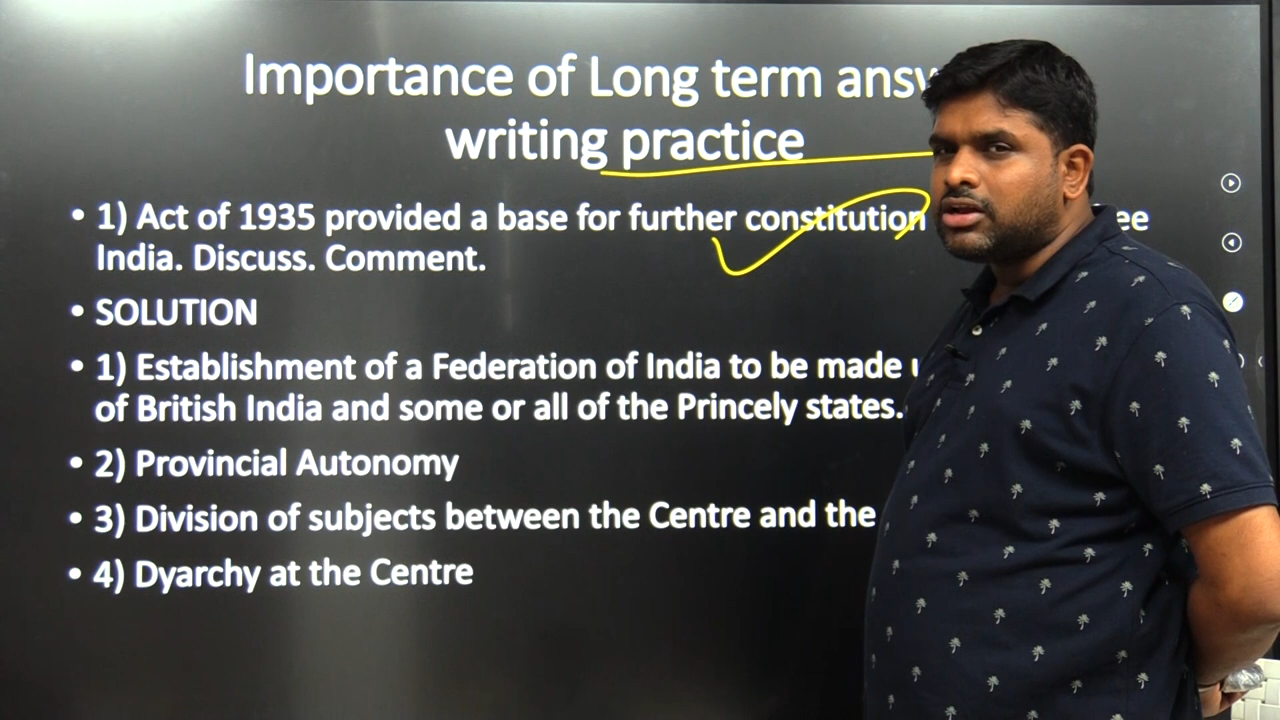 Importance of Long term
writing practice
• 1) Act of 1935 provided a base for further constitution
India. Discuss. Comment.
• SOLUTION
• 1) Establishment of a Federation of India to be made
of British India and some or all of the Princely states.
• 2) Provincial Autonomy
• 3) Division of subjects between the Centre and the
• 4) Dyarchy at the Centre